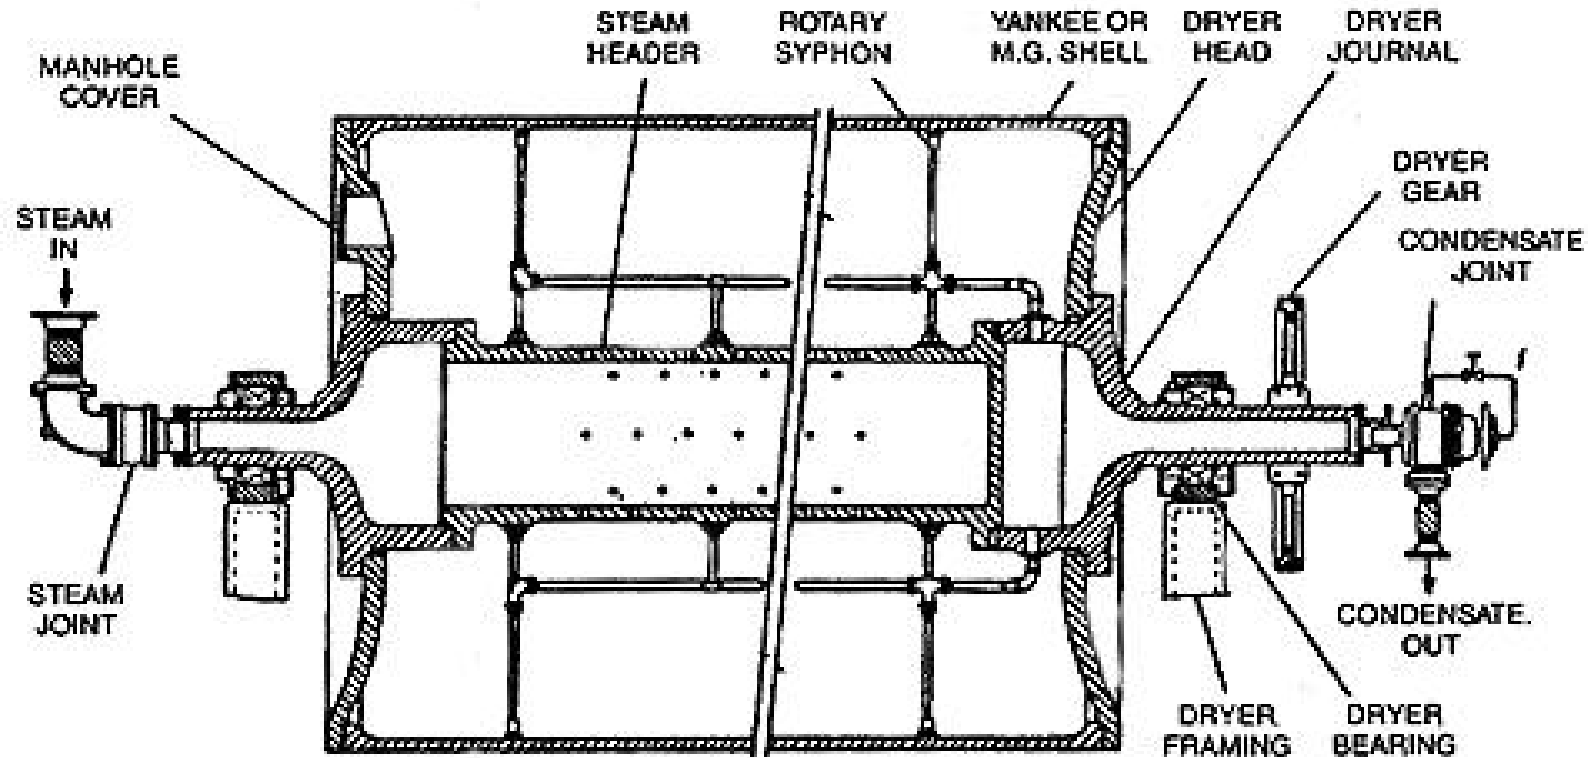 STEAM
HEADER
ROTARY
SYPHON
YANKEE OR
M.G. SHELL
DRYER
HEAD
DRYER
JOURNAL
MANHOLE
COVER
DRYER
GEAR
STEAM
IN
CONDENSATE
JOINT
STEAM
JOINT
CONDENSATE.
OUT
DRYER
FRAMING
DRYER
BEARING